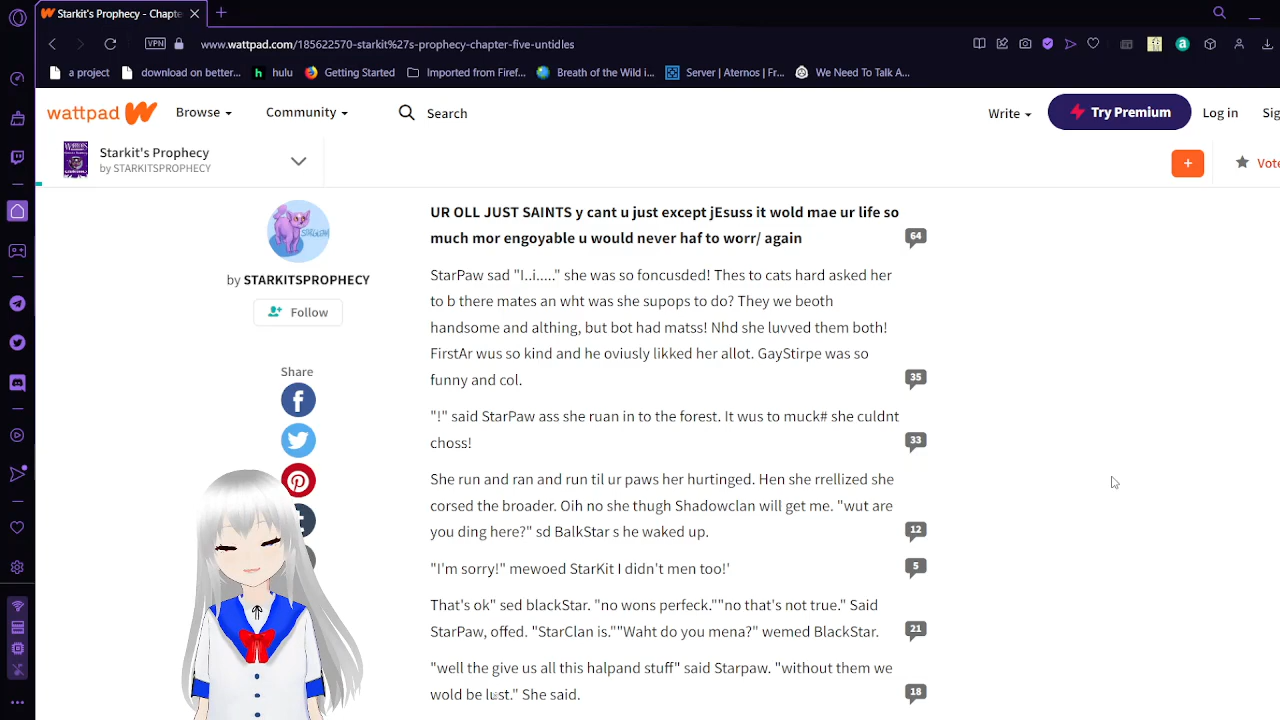 Starkit's Prophecy - Chapte
www.wattpad.com/185622570-starkit%27s-prophecy-chapter-five-untidles
VPN
a project
download on better...
hulu
Getting Started
Imported from Firef...
Breath of the Wild i...
Server | Aternos | Fr...
We Need To Talk A...
wattpad
Browse
Community
Search
Write
Try Premium
Log in
Sig
Starkit's Prophecy
by STARKITSPROPHECY
+
Vote
by STARKITSPROPHECY
Follow
Share
UR OLL JUST SAINTS y cant u just except jEsuss it wold mae ur life so
much mor engoyable u would never haf to worr/ again
64
StarPaw sad "I..i....." she was so foncusded! Thes to cats hard asked her
to b there mates an wht was she supops to do? They we beoth
handsome and althing, but bot had matss! Nhd she luvved them both!
FirstAr wus so kind and he oviusly likked her allot. GayStirpe was so
funny and col.
35
"!" said StarPaw ass she ruan in to the forest. It wus to muck# she culdnt
choss!
33
She run and ran and run til ur paws her hurtinged. Hen she rrellized she
corsed the broader. Oih no she thugh Shadowclan will get me. "wut are
you ding here?" sd BalkStar s he waked up.
12
"I'm sorry!" mewoed StarKit I didn't men too!'
5
That's ok" sed blackStar. "no wons perfeck.""no that's not true." Said
StarPaw, offed. "StarClan is.""Waht do you mena?" wemed BlackStar.
21
"well the give us all this halpand stuff" said Starpaw. "without them we
wold be lust." She said.
18